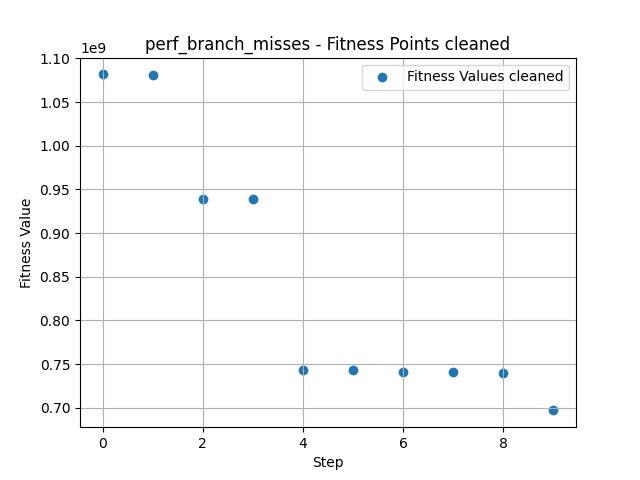 perf_branch_misses - Fitness Points cleaned
1e9
Fitness Values cleaned
1.10
1.05
1.00
0.95
0.90
0.85
0.80
0.75
0.70
Fitness Value
0 2 4 6 8
Step